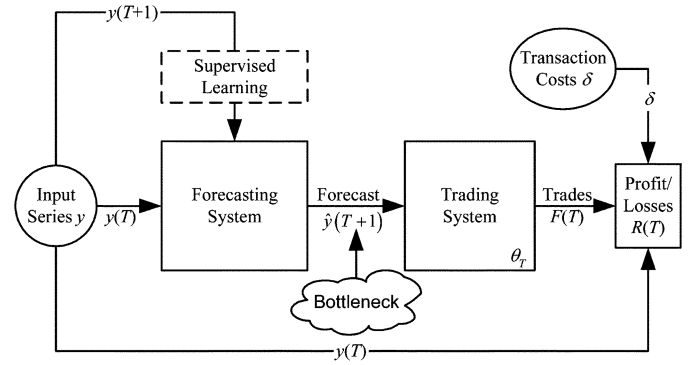 y(T+1)
Supervised
Learning
Transaction
Costs δ
δ
Input
Series y
y(T)
Forecasting
System
Forecast
ŷ(T+1)
Trading
System
θ_T
Trades
F(T)
Profit/
Losses
R(T)
Bottleneck
y(T)